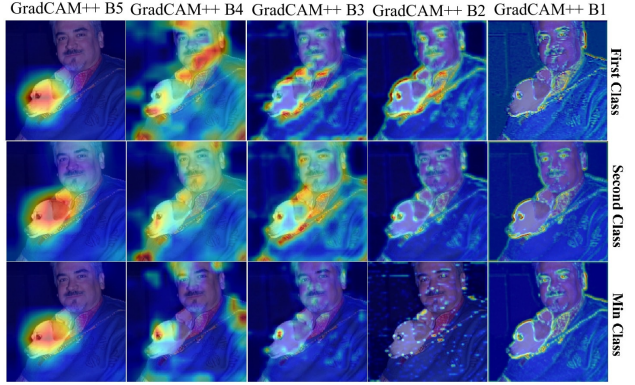 GradCAM++ B5 GradCAM++ B4 GradCAM++ B3 GradCAM++ B2 GradCAM++ B1
First Class
Second Class
Min Class